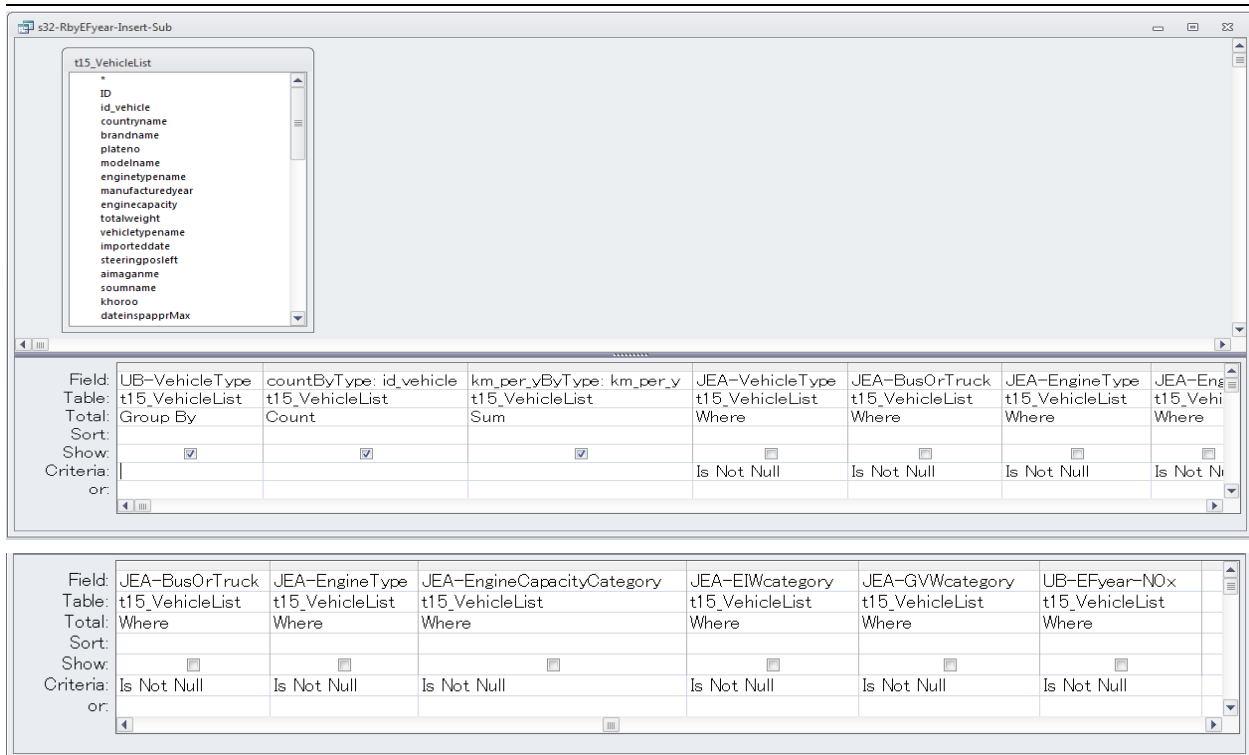 s32-RbyEFyear-Insert-Sub
t15_VehicleList
*
ID
id_vehicle
countryname
brandname
plateno
modelname
enginetypename
manufacturedyear
enginecapacity
totalweight
vehicletypename
importeddate
steeringposleft
aimaganme
soumname
khoroo
dateinspapprMax
Field: UB-VehicleType countByType: id_vehicle km_per_yByType: km_per_y JEA-VehicleType JEA-BusOrTruck JEA-EngineType JEA-Eng
Table: t15_VehicleList t15_VehicleList t15_VehicleList t15_VehicleList t15_VehicleList t15_VehicleList t15_Vehi
Total: Group By Count Sum Where Where Where Where
Sort:
Show:
Criteria: Is Not Null Is Not Null Is Not Null Is Not N
or:
Field: JEA-BusOrTruck JEA-EngineType JEA-EngineCapacityCategory JEA-EIWcategory JEA-GVWcategory UB-EFyear-NOx
Table: t15_VehicleList t15_VehicleList t15_VehicleList t15_VehicleList t15_VehicleList t15_VehicleList
Total: Where Where Where Where Where Where
Sort:
Show:
Criteria: Is Not Null Is Not Null Is Not Null Is Not Null Is Not Null Is Not Null
or: